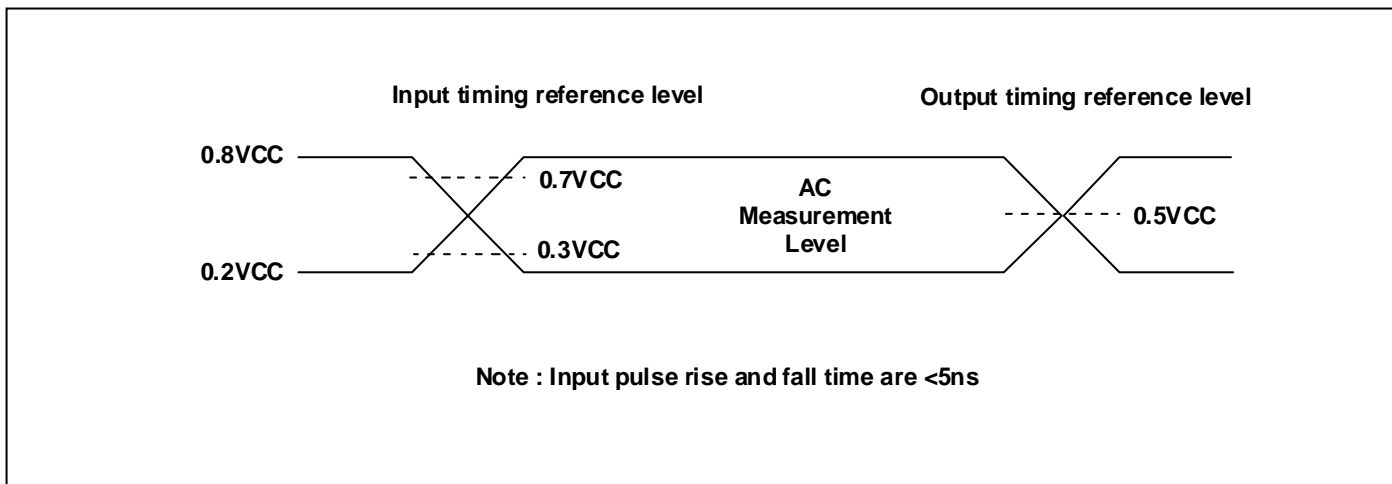 Input timing reference level
Output timing reference level
0.8VCC
0.7VCC
AC
Measurement
Level
0.5VCC
0.3VCC
0.2VCC
Note : Input pulse rise and fall time are <5ns